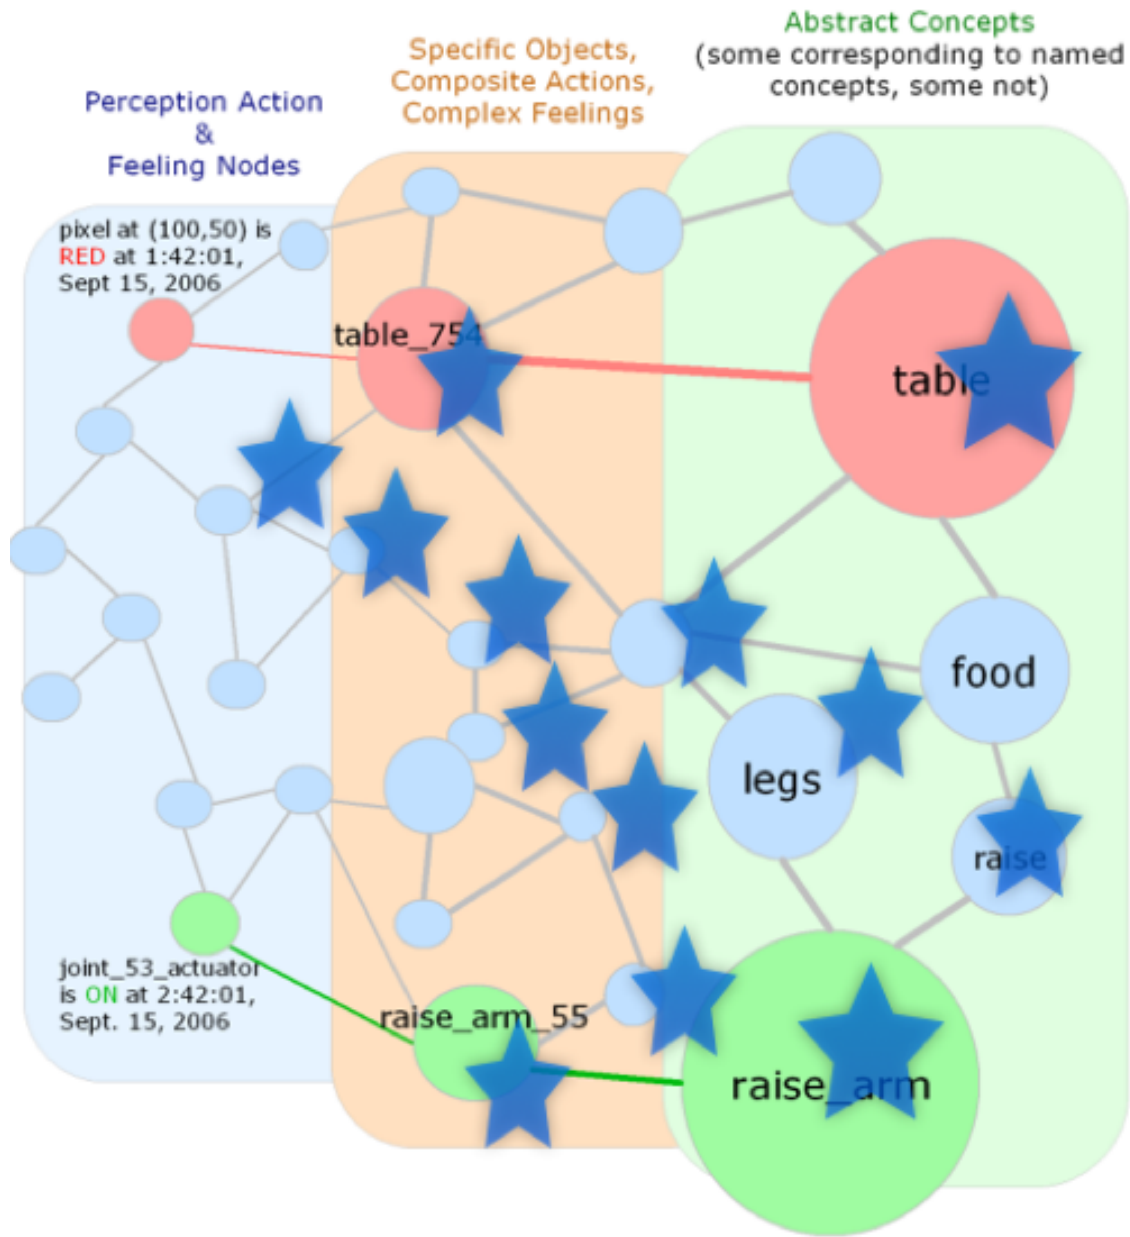 Perception Action
&
Feeling Nodes
Specific Objects,
Composite Actions,
Complex Feelings
Abstract Concepts
(some corresponding to named
concepts, some not)
pixel at (100,50) is
RED at 1:42:01,
Sept 15, 2006
table_754
table
food
legs
raise
joint_53_actuator
is ON at 2:42:01,
Sept. 15, 2006
raise_arm_55
raise_arm